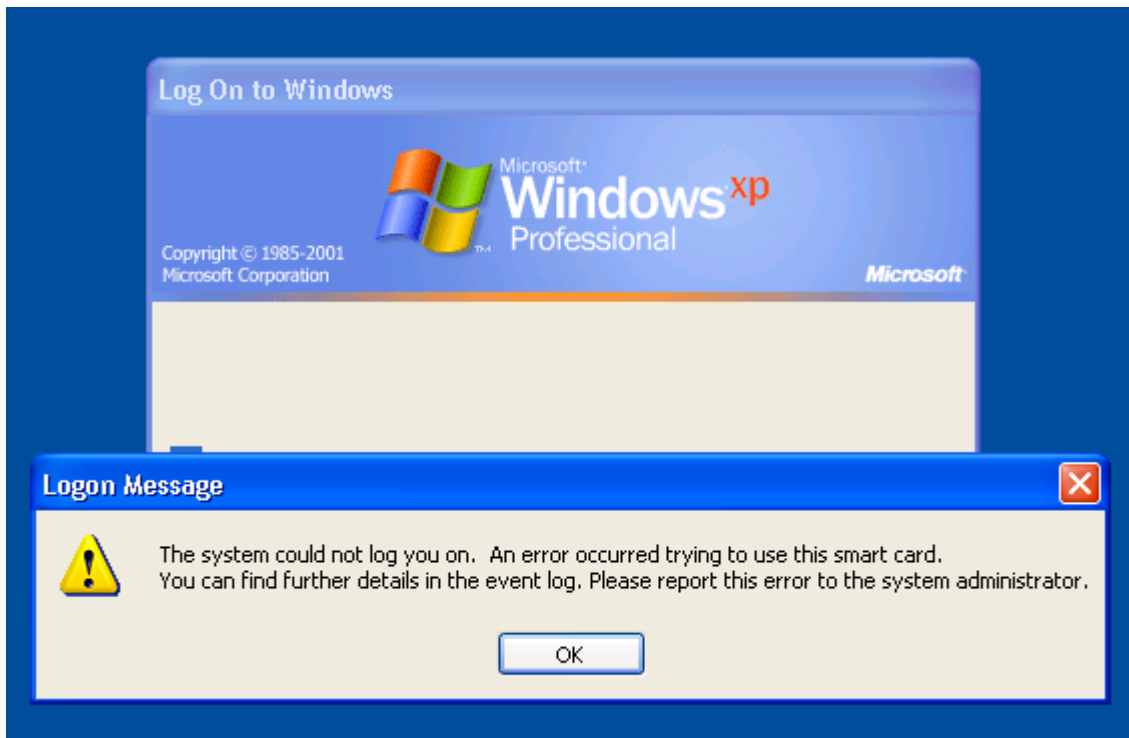 Log On to Windows
Microsoft
Windows xp
Professional
TM
Copyright © 1985-2001
Microsoft Corporation
Microsoft
Logon Message
The system could not log you on.  An error occurred trying to use this smart card.
You can find further details in the event log. Please report this error to the system administrator.
OK